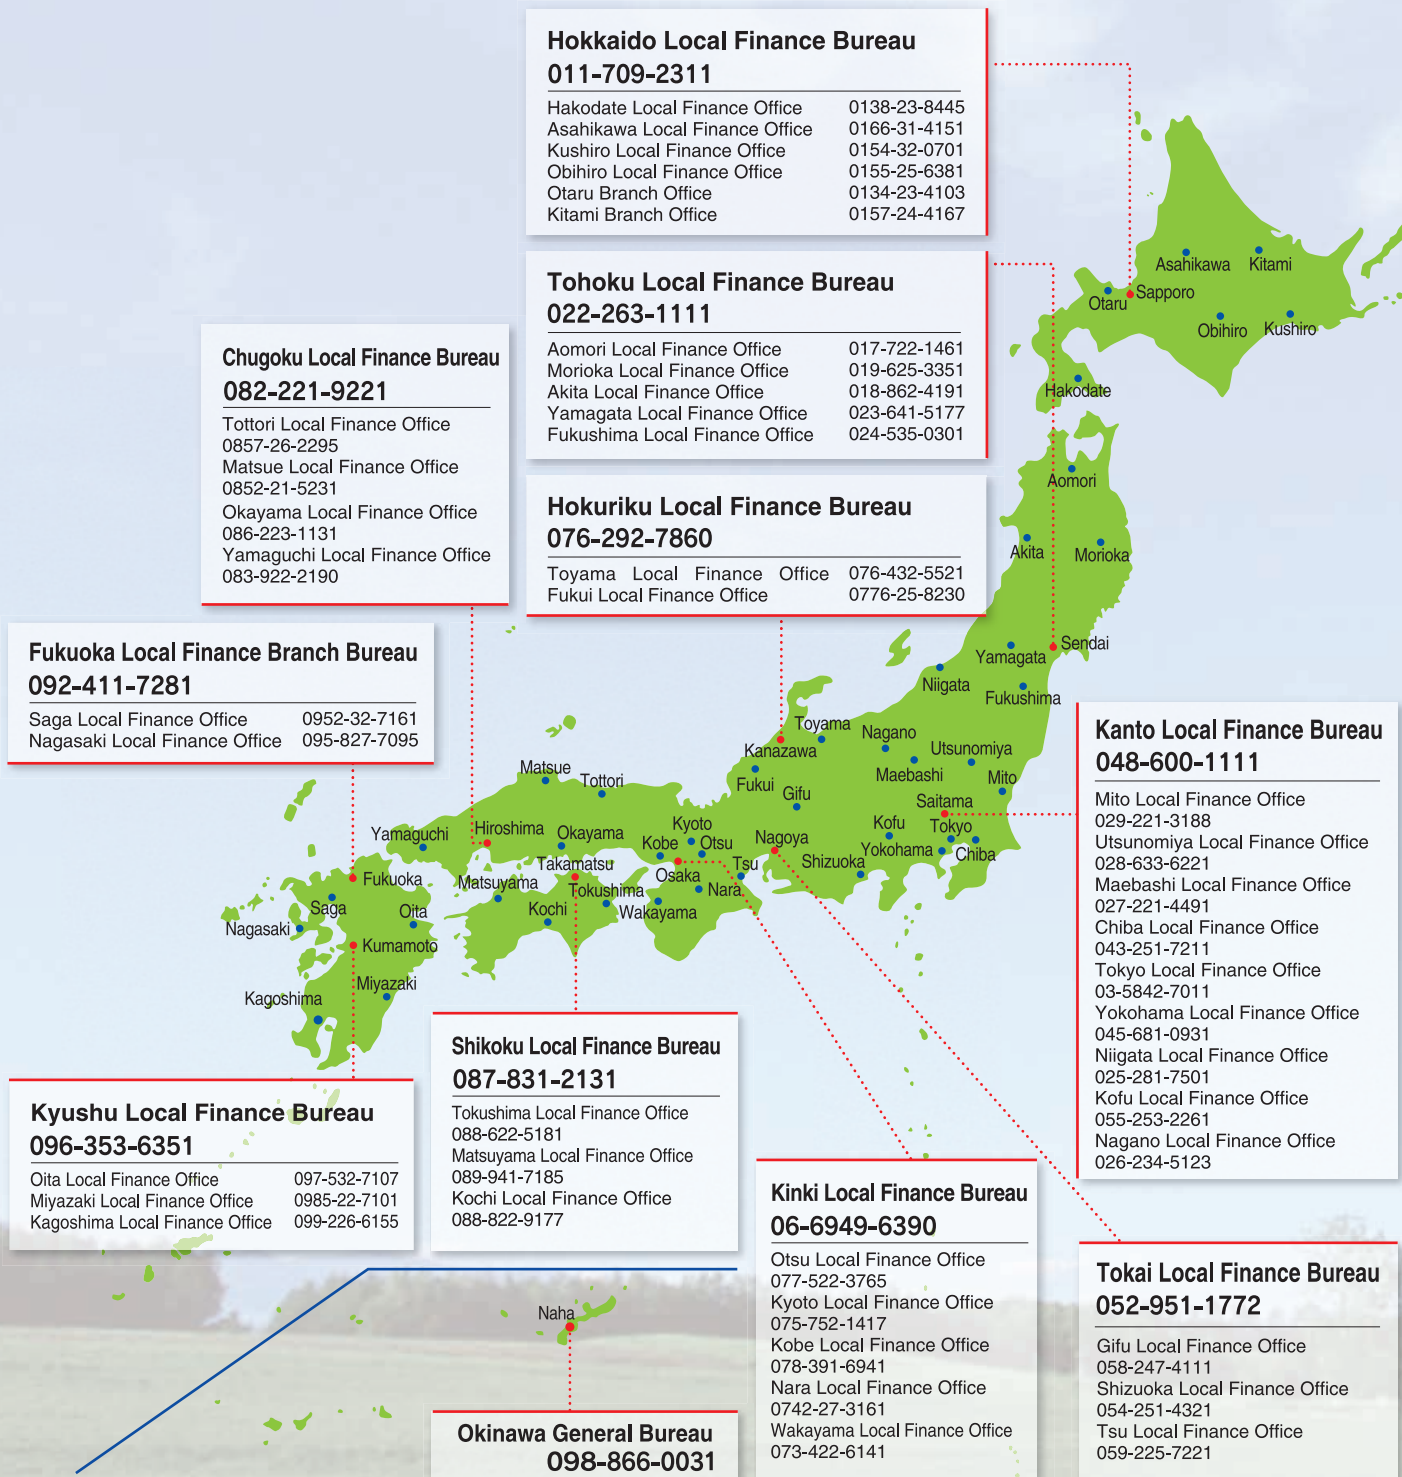 Hokkaido Local Finance Bureau
011-709-2311
Hakodate Local Finance Office 0138-23-8445
Asahikawa Local Finance Office 0166-31-4151
Kushiro Local Finance Office 0154-32-0701
Obihiro Local Finance Office 0155-25-6381
Otaru Branch Office 0134-23-4103
Kitami Branch Office 0157-24-4167
Tohoku Local Finance Bureau
022-263-1111
Aomori Local Finance Office 017-722-1461
Morioka Local Finance Office 019-625-3351
Akita Local Finance Office 018-862-4191
Yamagata Local Finance Office 023-641-5177
Fukushima Local Finance Office 024-535-0301
Chugoku Local Finance Bureau
082-221-9221
Tottori Local Finance Office
0857-26-2295
Matsue Local Finance Office
0852-21-5231
Okayama Local Finance Office
086-223-1131
Yamaguchi Local Finance Office
083-922-2190
Hokuriku Local Finance Bureau
076-292-7860
Toyama Local Finance Office 076-432-5521
Fukui Local Finance Office 0776-25-8230
Fukuoka Local Finance Branch Bureau
092-411-7281
Saga Local Finance Office 0952-32-7161
Nagasaki Local Finance Office 095-827-7095
Kanto Local Finance Bureau
048-600-1111
Mito Local Finance Office
029-221-3188
Utsunomiya Local Finance Office
028-633-6221
Maebashi Local Finance Office
027-221-4491
Chiba Local Finance Office
043-251-7211
Tokyo Local Finance Office
03-5842-7011
Yokohama Local Finance Office
045-681-0931
Niigata Local Finance Office
025-281-7501
Kofu Local Finance Office
055-253-2261
Nagano Local Finance Office
026-234-5123
Asahikawa
Kitami
Otaru
Sapporo
Obihiro
Kushiro
Hakodate
Aomori
Akita
Morioka
Yamagata
Sendai
Niigata
Fukushima
Toyama
Kanazawa
Nagano
Utsunomiya
Maebashi
Mito
Fukui
Gifu
Saitama
Matsue
Tottori
Yamaguchi
Hiroshima
Okayama
Kyoto
Kobe
Otsu
Nagoya
Kofu
Tokyo
Yokohama
Chiba
Shizuoka
Takamatsu
Osaka
Tsu
Fukuoka
Matsuyama
Tokushima
Nara
Saga
Oita
Kochi
Wakayama
Nagasaki
Kumamoto
Miyazaki
Kagoshima
Kyushu Local Finance Bureau
096-353-6351
Oita Local Finance Office 097-532-7107
Miyazaki Local Finance Office 0985-22-7101
Kagoshima Local Finance Office 099-226-6155
Shikoku Local Finance Bureau
087-831-2131
Tokushima Local Finance Office
088-622-5181
Matsuyama Local Finance Office
089-941-7185
Kochi Local Finance Office
088-822-9177
Kinki Local Finance Bureau
06-6949-6390
Otsu Local Finance Office
077-522-3765
Kyoto Local Finance Office
075-752-1417
Kobe Local Finance Office
078-391-6941
Nara Local Finance Office
0742-27-3161
Wakayama Local Finance Office
073-422-6141
Tokai Local Finance Bureau
052-951-1772
Gifu Local Finance Office
058-247-4111
Shizuoka Local Finance Office
054-251-4321
Tsu Local Finance Office
059-225-7221
Naha
Okinawa General Bureau
098-866-0031